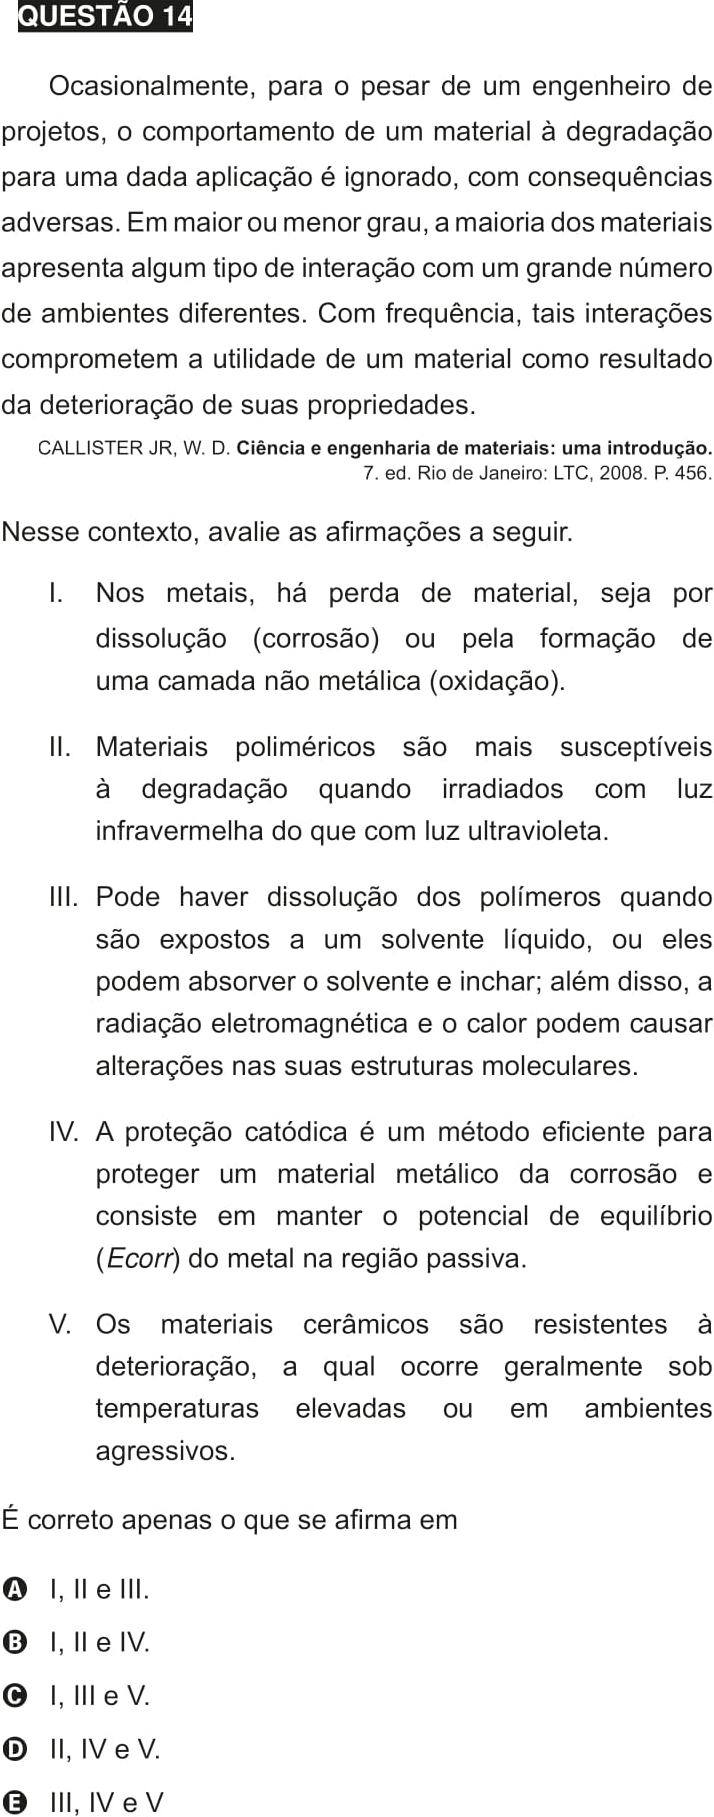 QUESTÃO 14
Ocasionalmente, para o pesar de um engenheiro de
projetos, o comportamento de um material à degradação
para uma dada aplicação é ignorado, com consequências
adversas. Em maior ou menor grau, a maioria dos materiais
apresenta algum tipo de interação com um grande número
de ambientes diferentes. Com frequência, tais interações
comprometem a utilidade de um material como resultado
da deterioração de suas propriedades.
CALLISTER JR, W. D. Ciência e engenharia de materiais: uma introdução.
7. ed. Rio de Janeiro: LTC, 2008. P. 456.
Nesse contexto, avalie as afirmações a seguir.
I. Nos metais, há perda de material, seja por
dissolução (corrosão) ou pela formação de
uma camada não metálica (oxidação).
II. Materiais poliméricos são mais susceptíveis
à degradação quando irradiados com luz
infravermelha do que com luz ultravioleta.
III. Pode haver dissolução dos polímeros quando
são expostos a um solvente líquido, ou eles
podem absorver o solvente e inchar; além disso, a
radiação eletromagnética e o calor podem causar
alterações nas suas estruturas moleculares.
IV. A proteção catódica é um método eficiente para
proteger um material metálico da corrosão e
consiste em manter o potencial de equilíbrio
(Ecorr) do metal na região passiva.
V. Os materiais cerâmicos são resistentes à
deterioração, a qual ocorre geralmente sob
temperaturas elevadas ou em ambientes
agressivos.
É correto apenas o que se afirma em
A I, II e III.
B I, II e IV.
C I, III e V.
D II, IV e V.
E III, IV e V